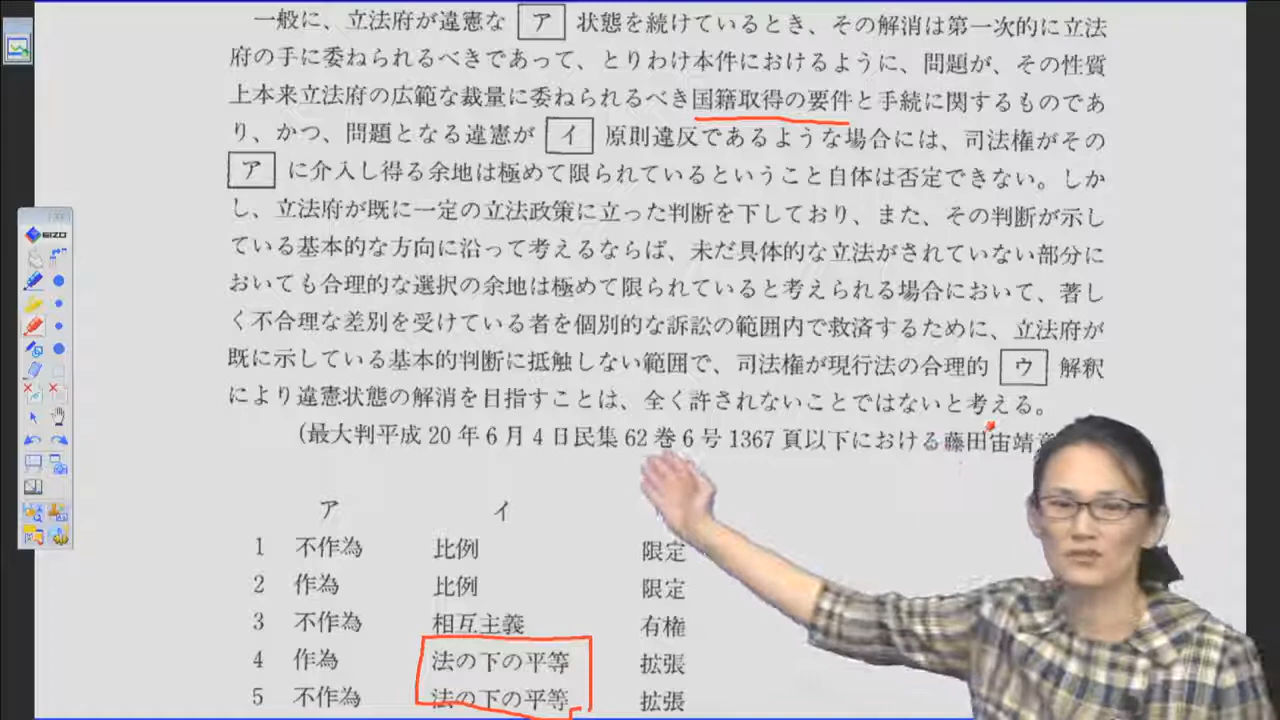 一般に、立法府が違憲な ア 状態を続けているとき、その解消は第一次的に立法
府の手に委ねられるべきであって、とりわけ本件におけるように、問題が、その性質
上本来立法府の広範な裁量に委ねられるべき国籍取得の要件と手続に関するものであ
り、かつ、問題となる違憲が イ 原則違反であるような場合には、司法権がその
ア に介入し得る余地は極めて限られているということ自体は否定できない。しか
し、立法府が既に一定の立法政策に立った判断を下しており、また、その判断が示し
ている基本的な方向に沿って考えるならば、未だ具体的な立法がされていない部分に
おいても合理的な選択の余地は極めて限られていると考えられる場合において、著し
く不合理な差別を受けている者を個別的な訴訟の範囲内で救済するために、立法府が
既に示している基本的判断に抵触しない範囲で、司法権が現行法の合理的 ウ 解釈
により違憲状態の解消を目指すことは、全く許されないことではないと考える。
(最大判平成 20 年 6 月 4 日民集 62 巻 6 号 1367 頁以下における藤田宙靖
ア イ
1 不作為 比例 限定
2 作為 比例 限定
3 不作為 相互主義 有権
4 作為 法の下の平等 拡張
5 不作為 法の下の平等 拡張
EIZO